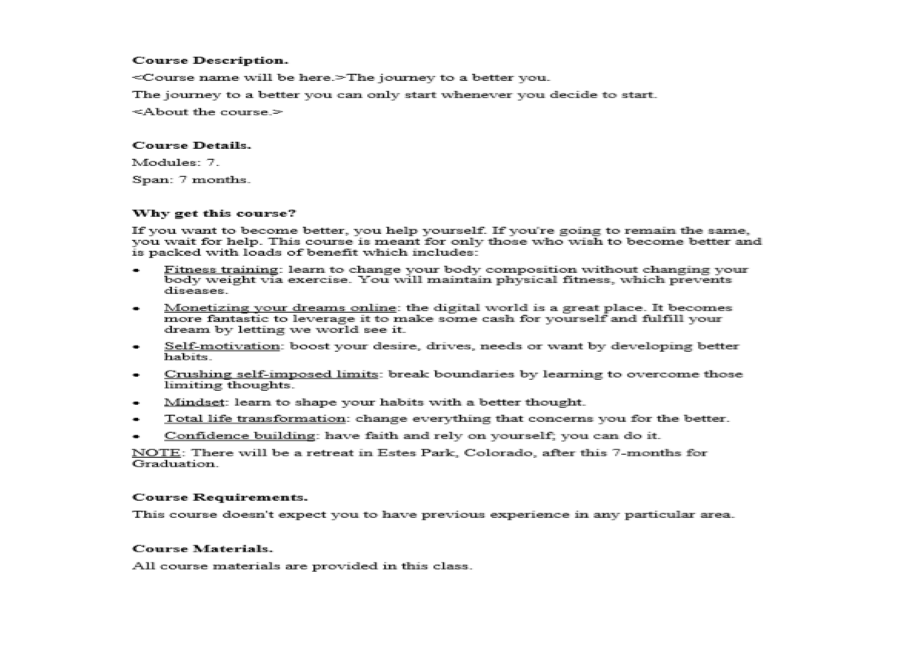 Course Description.
<Course name will be here.>The journey to a better you.
The journey to a better you can only start whenever you decide to start.
<About the course.>
Course Details.
Modules: 7.
Span: 7 months.
Why get this course?
If you want to become better, you help yourself. If you're going to remain the same,
you wait for help. This course is meant for only those who wish to become better and
is packed with loads of benefit which includes:
• Fitness training: learn to change your body composition without changing your
body weight via exercise. You will maintain physical fitness, which prevents
diseases.
• Monetizing your dreams online: the digital world is a great place. It becomes
more fantastic to leverage it to make some cash for yourself and fulfill your
dream by letting we world see it.
• Self-motivation: boost your desire, drives, needs or want by developing better
habits.
• Crushing self-imposed limits: break boundaries by learning to overcome those
limiting thoughts.
• Mindset: learn to shape your habits with a better thought.
• Total life transformation: change everything that concerns you for the better.
• Confidence building: have faith and rely on yourself; you can do it.
NOTE: There will be a retreat in Estes Park, Colorado, after this 7-months for
Graduation.
Course Requirements.
This course doesn't expect you to have previous experience in any particular area.
Course Materials.
All course materials are provided in this class.